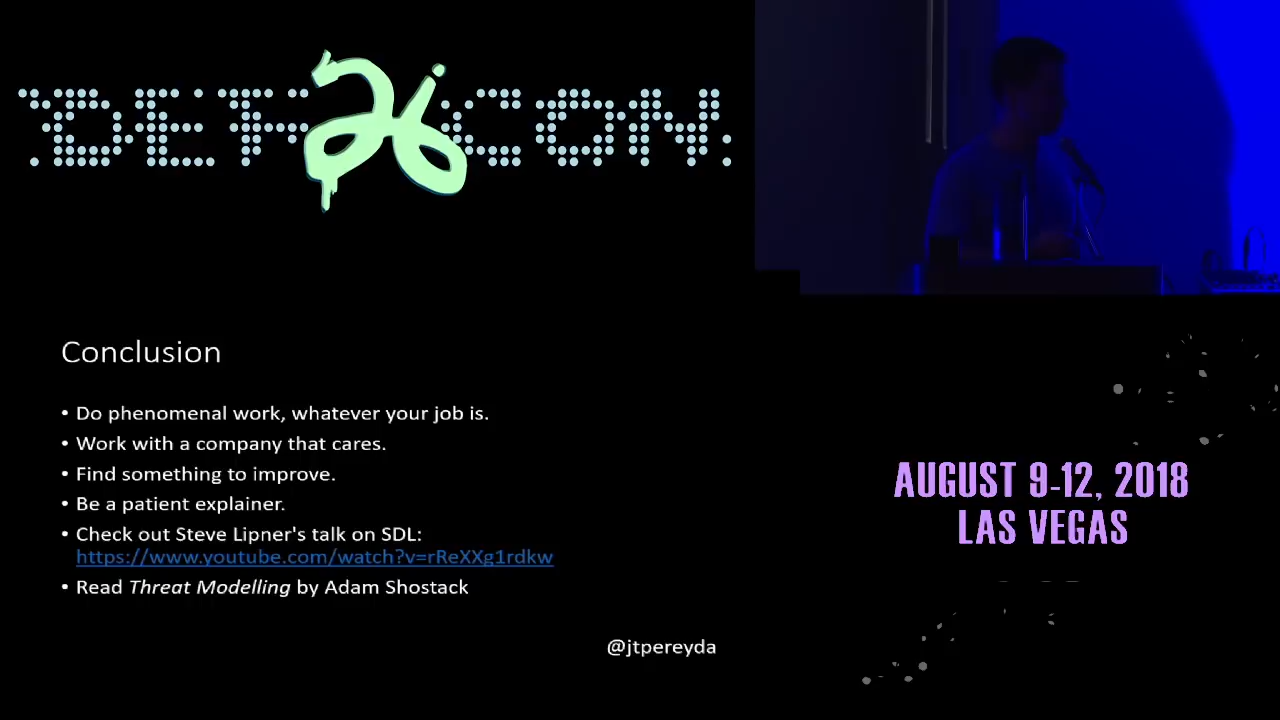 DEF CON
26
Conclusion
• Do phenomenal work, whatever your job is.
• Work with a company that cares.
• Find something to improve.
• Be a patient explainer.
• Check out Steve Lipner's talk on SDL:
https://www.youtube.com/watch?v=rReXXg1rdkw
• Read Threat Modelling by Adam Shostack
@jtpereyda
AUGUST 9-12, 2018
LAS VEGAS